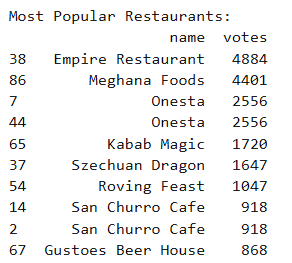 Most Popular Restaurants:
name votes
38 Empire Restaurant 4884
86 Meghana Foods 4401
7 Onesta 2556
44 Onesta 2556
65 Kabab Magic 1720
37 Szechuan Dragon 1647
54 Roving Feast 1047
14 San Churro Cafe 918
2 San Churro Cafe 918
67 Gustoes Beer House 868